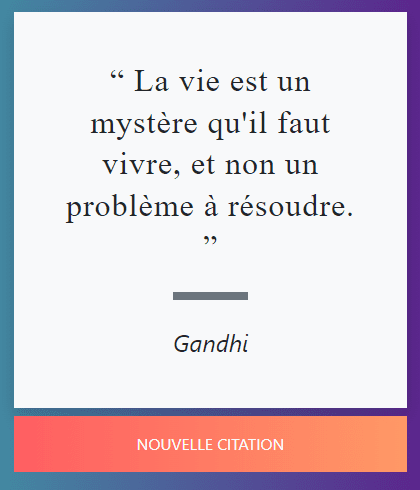 “ La vie est un
mystère qu'il faut
vivre, et non un
problème à résoudre.
”
Gandhi
NOUVELLE CITATION